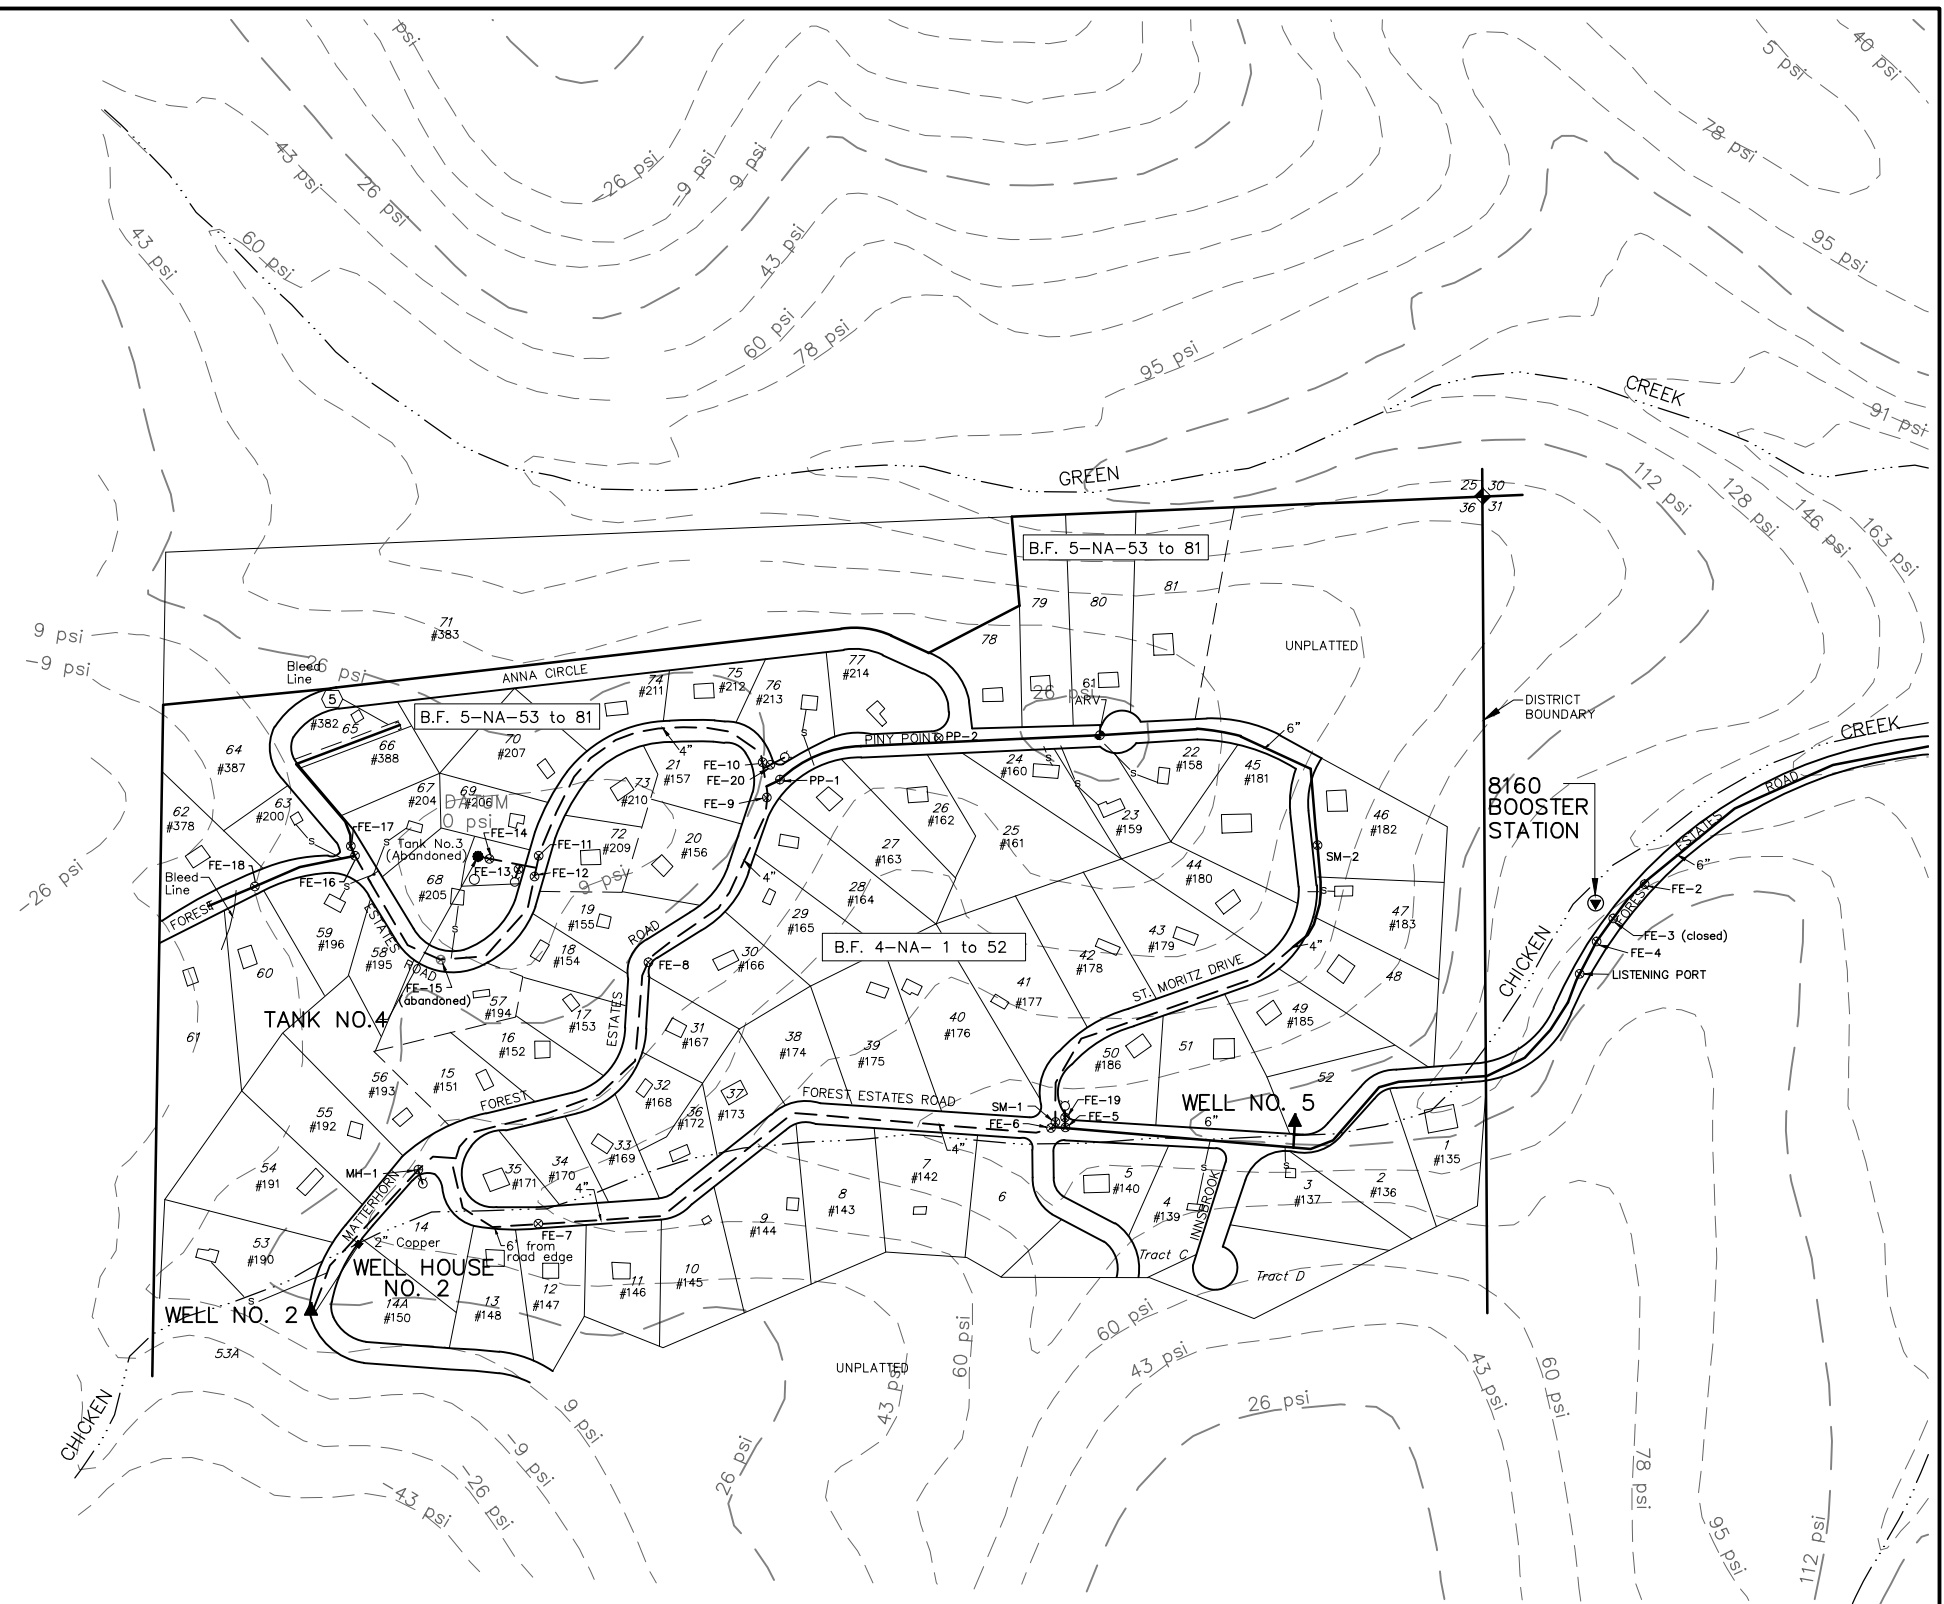 psi
5 psi
40 psi
78 psi
43 psi
26 psi
-26 psi
-9 psi
9 psi
43 psi
60 psi
43 psi
95 psi
60 psi
78 psi
95 psi
CREEK
91 psi
GREEN
25 30
36 31
112 psi
128 psi
146 psi
163 psi
B.F. 5-NA-53 to 81
9 psi
-9 psi
71
#383
79
80
81
78
UNPLATTED
Bleed
Line
26 psi
ANNA CIRCLE
74
#211
75
#212
76
#213
77
#214
61
ARV
26 psi
DISTRICT
BOUNDARY
5
#382
65
B.F. 5-NA-53 to 81
66
#388
70
#207
64
#387
4"
PINY POINT
PP-2
6"
CREEK
FE-10
FE-20
PP-1
FE-9
21
#157
73
#210
24
#160
22
#158
45
#181
8160
BOOSTER
STATION
ROAD
ESTATES
6"
62
#378
63
#200
67
#204
69
#206
DATUM
0 psi
26
#162
23
#159
25
#161
46
#182
SM-2
FE-17
FE-14
Tank No.3
(Abandoned)
FE-11
72
#209
20
#156
27
#163
FE-18
Bleed
Line
FE-16
FE-13
FE-12
9 psi
4"
68
#205
28
#164
44
#180
FE-2
FOREST
-26 psi
FOREST
ESTATES
ROAD
59
#196
58
#195
19
#155
18
#154
ROAD
29
#165
B.F. 4-NA- 1 to 52
47
#183
FE-3 (closed)
FE-4
LISTENING PORT
60
FE-8
30
#166
42
#178
43
#179
4"
48
CHICKEN
FE-15
(abandoned)
57
#194
17
#153
ST. MORITZ DRIVE
TANK NO.4
41
#177
49
#185
61
16
#152
ESTATES
31
#167
38
#174
39
#175
40
#176
50
#186
51
52
56
#193
15
#151
32
#168
37
#173
FOREST
FOREST ESTATES ROAD
SM-1
FE-19
FE-5
FE-6
WELL NO. 5
6"
55
#192
36
#172
33
#169
4"
1
#135
54
#191
MH-1
35
#171
34
#170
4"
7
#142
5
#140
INNSBROOK
2
#136
3
#137
6
8
#143
4
#139
MATTERHORN
14
2" Copper
FE-7
6' from
road edge
9
#144
53
#190
WELL HOUSE
NO. 2
Tract C
Tract D
10
#145
11
#146
12
#147
13
#148
14A
#150
WELL NO. 2
53A
60 psi
60 psi
43 psi
UNPLATTED
43 psi
43 psi
60 psi
26 psi
CHICKEN
9 psi
-9 psi
-26 psi
-43 psi
26 psi
78 psi
95 psi
112 psi